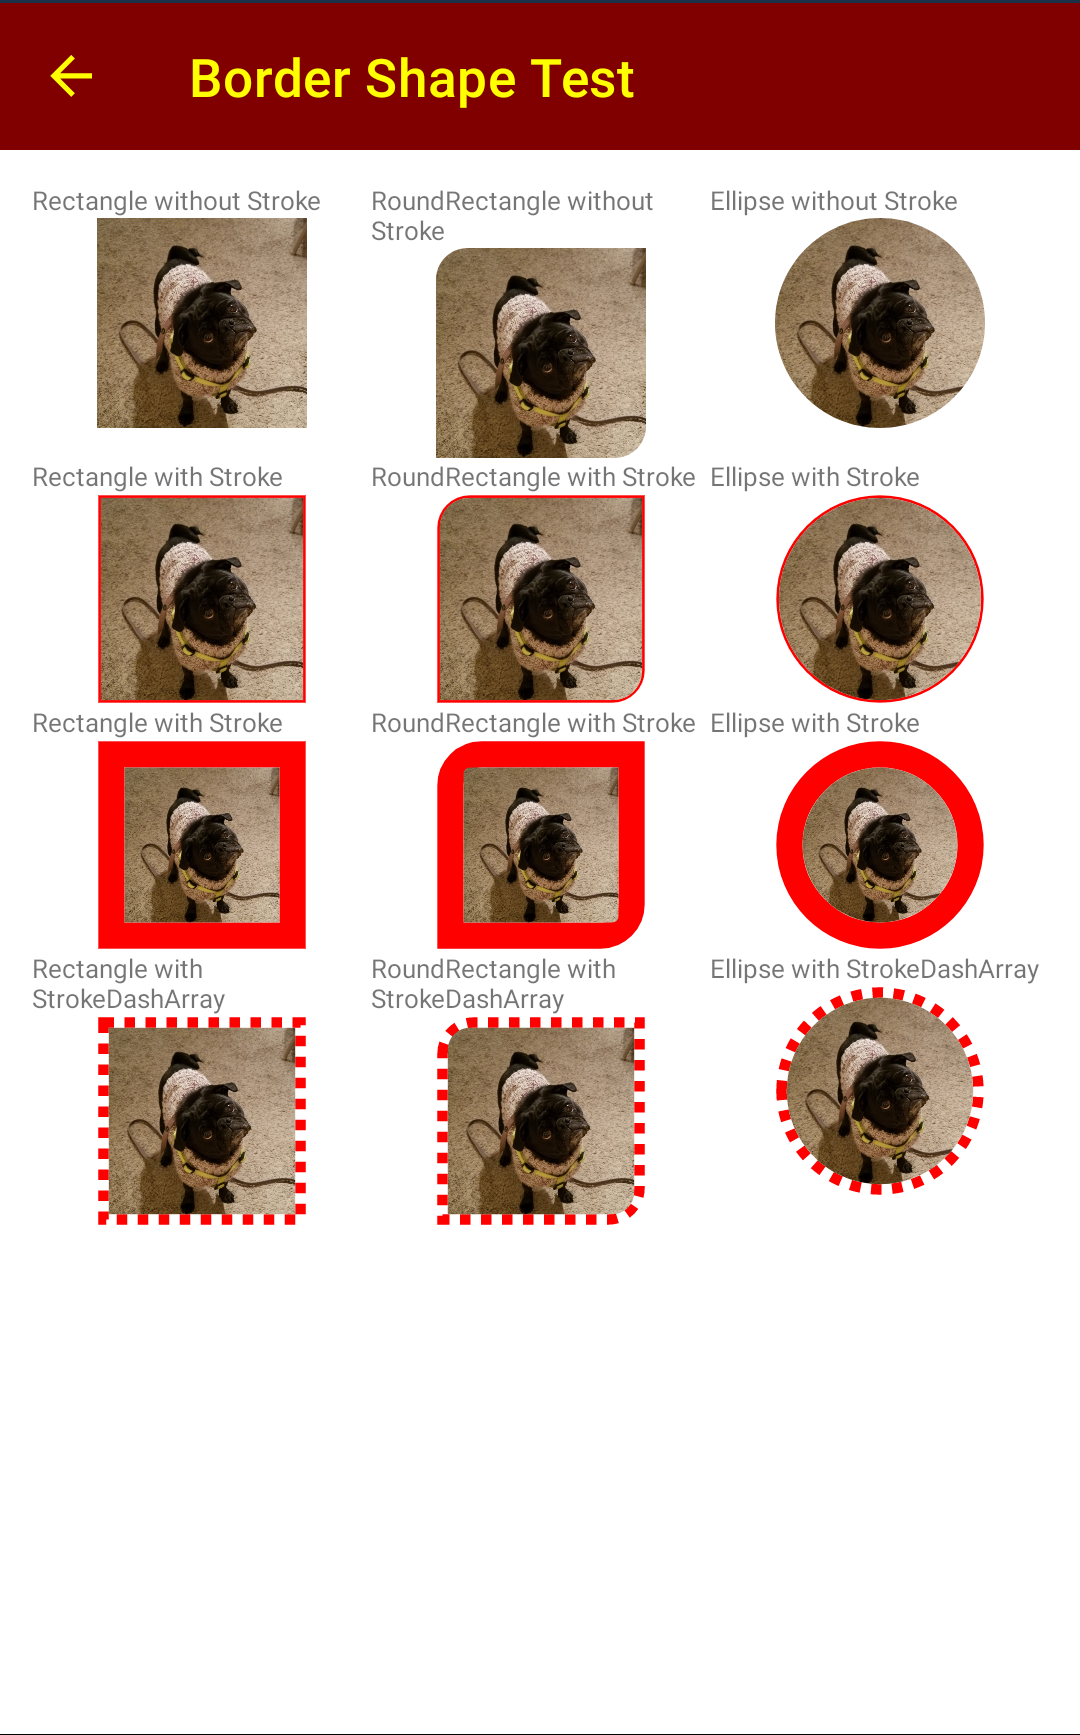 Border Shape Test
Rectangle without Stroke
RoundRectangle without
Stroke
Ellipse without Stroke
Rectangle with Stroke
RoundRectangle with Stroke
Ellipse with Stroke
Rectangle with Stroke
RoundRectangle with Stroke
Ellipse with Stroke
Rectangle with
StrokeDashArray
RoundRectangle with
StrokeDashArray
Ellipse with StrokeDashArray